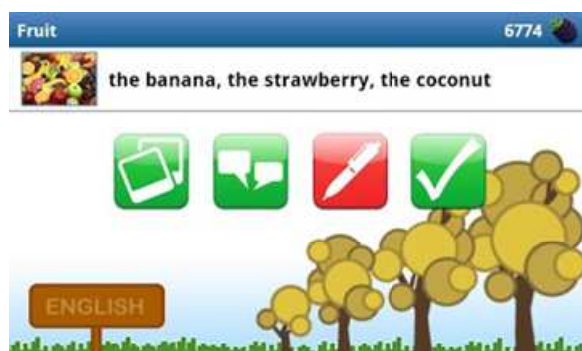 Fruit
6774
the banana, the strawberry, the coconut
ENGLISH